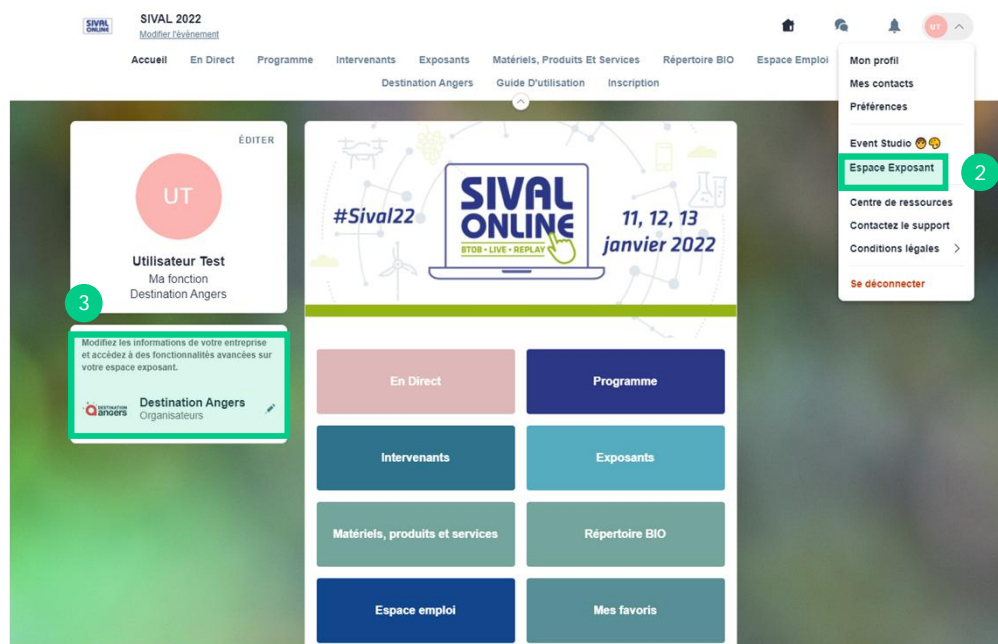 SIVAL ONLINE
SIVAL 2022
Modifier l'évènement
UT
Accueil En Direct Programme Intervenants Exposants Matériels, Produits Et Services Répertoire BIO Espace Emploi
Destination Angers Guide D'utilisation Inscription
Mon profil
Mes contacts
Préférences
Event Studio
Espace Exposant
2
Centre de ressources
Contactez le support
Conditions légales
Se déconnecter
ÉDITER
UT
Utilisateur Test
Ma fonction
Destination Angers
3
Modifiez les informations de votre entreprise
et accédez à des fonctionnalités avancées sur
votre espace exposant.
DESTINATION
angers
Destination Angers
Organisateurs
#Sival22
SIVAL
ONLINE
BTOB • LIVE • REPLAY
11, 12, 13
janvier 2022
En Direct
Programme
Intervenants
Exposants
Matériels, produits et services
Répertoire BIO
Espace emploi
Mes favoris